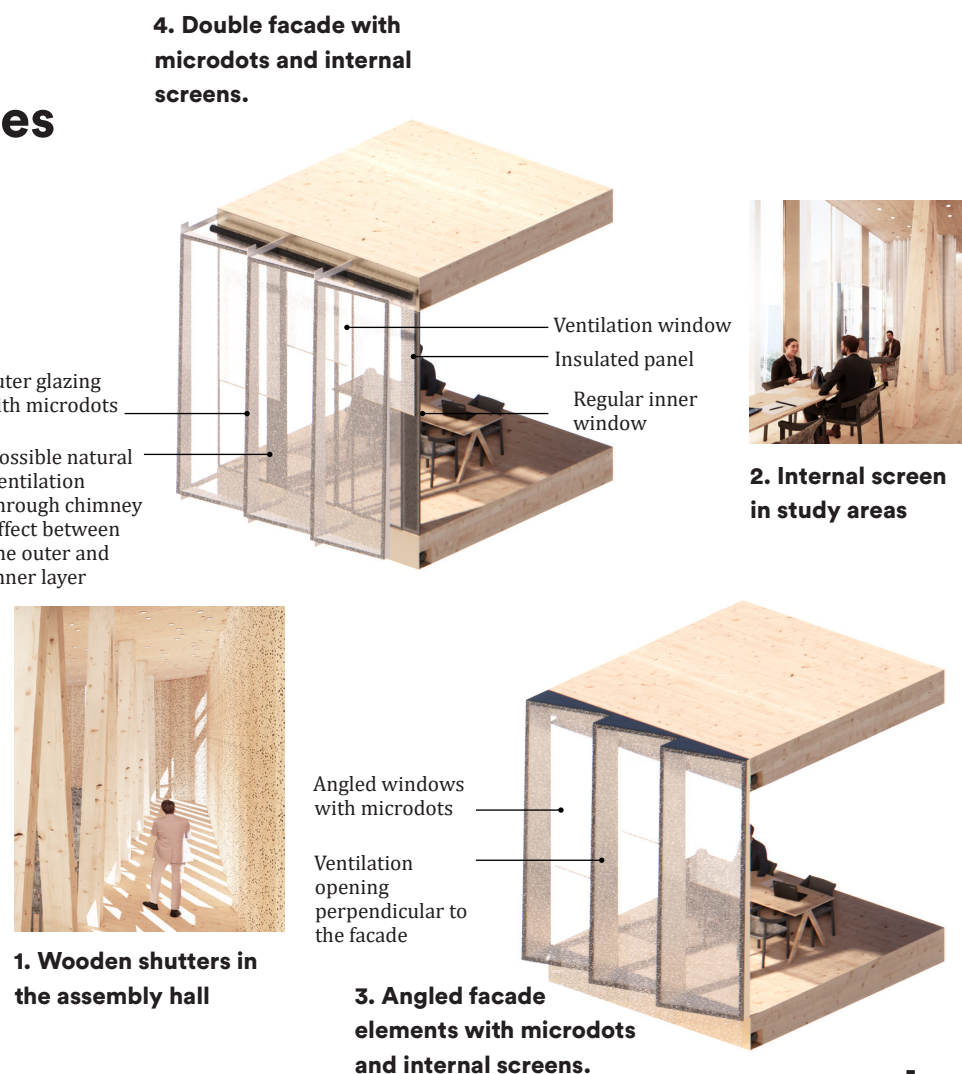 4. Double facade with
microdots and internal
screens.
es
Ventilation window
Insulated panel
Regular inner
window
uter glazing
ith microdots
ossible natural
entilation
hrough chimney
ffect between
ne outer and
nner layer
2. Internal screen
in study areas
1. Wooden shutters in
the assembly hall
Angled windows
with microdots
Ventilation
opening
perpendicular to
the facade
3. Angled facade
elements with microdots
and internal screens.